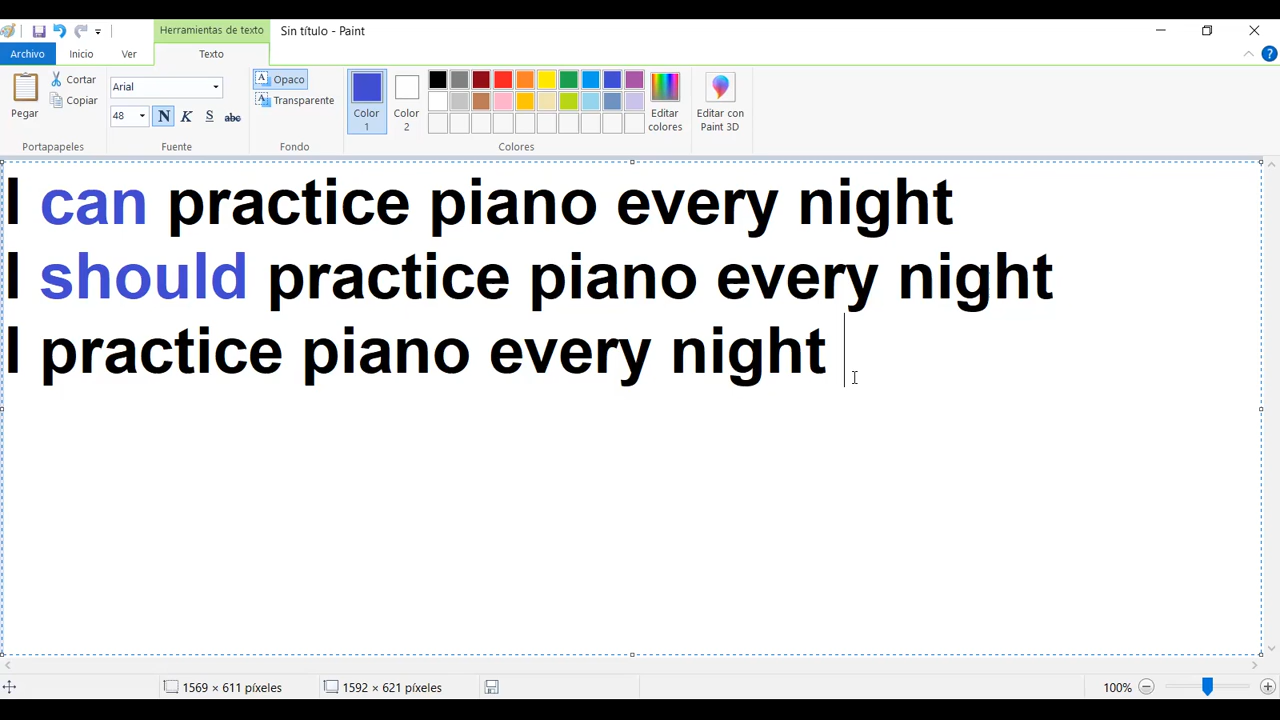 Herramientas de texto
Sin título - Paint
Archivo
Inicio
Ver
Texto
Pegar
Cortar
Copiar
Portapapeles
Arial
48
N K S abc
Fuente
A Opaco
A Transparente
Fondo
Color 1
Color 2
Editar colores
Colores
Editar con Paint 3D
?
I can practice piano every night
I should practice piano every night
I practice piano every night
1569 × 611 píxeles
1592 × 621 píxeles
100%